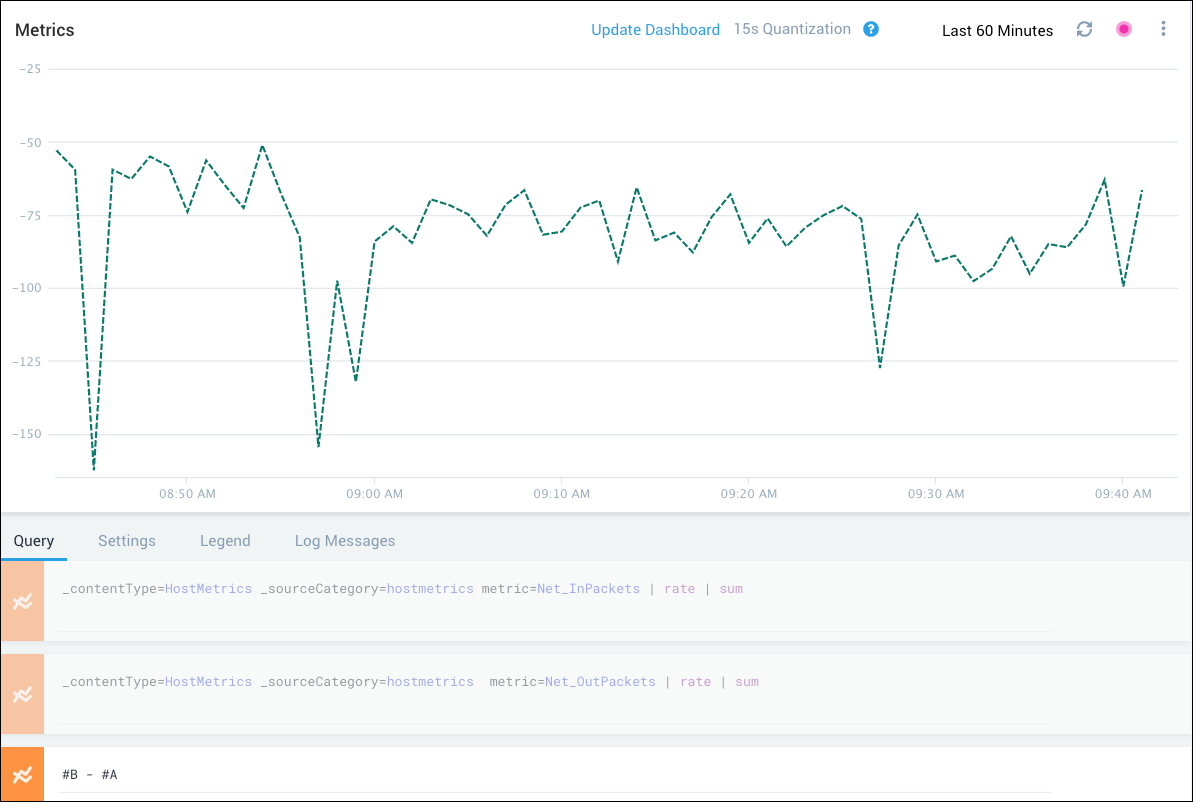 Metrics
Update Dashboard 15s Quantization ? Last 60 Minutes
−25
−50
−75
−100
−125
−150
08:50 AM 09:00 AM 09:10 AM 09:20 AM 09:30 AM 09:40 AM
Query Settings Legend Log Messages
_contentType=HostMetrics _sourceCategory=hostmetrics metric=Net_InPackets | rate | sum
_contentType=HostMetrics _sourceCategory=hostmetrics  metric=Net_OutPackets | rate | sum
#B - #A